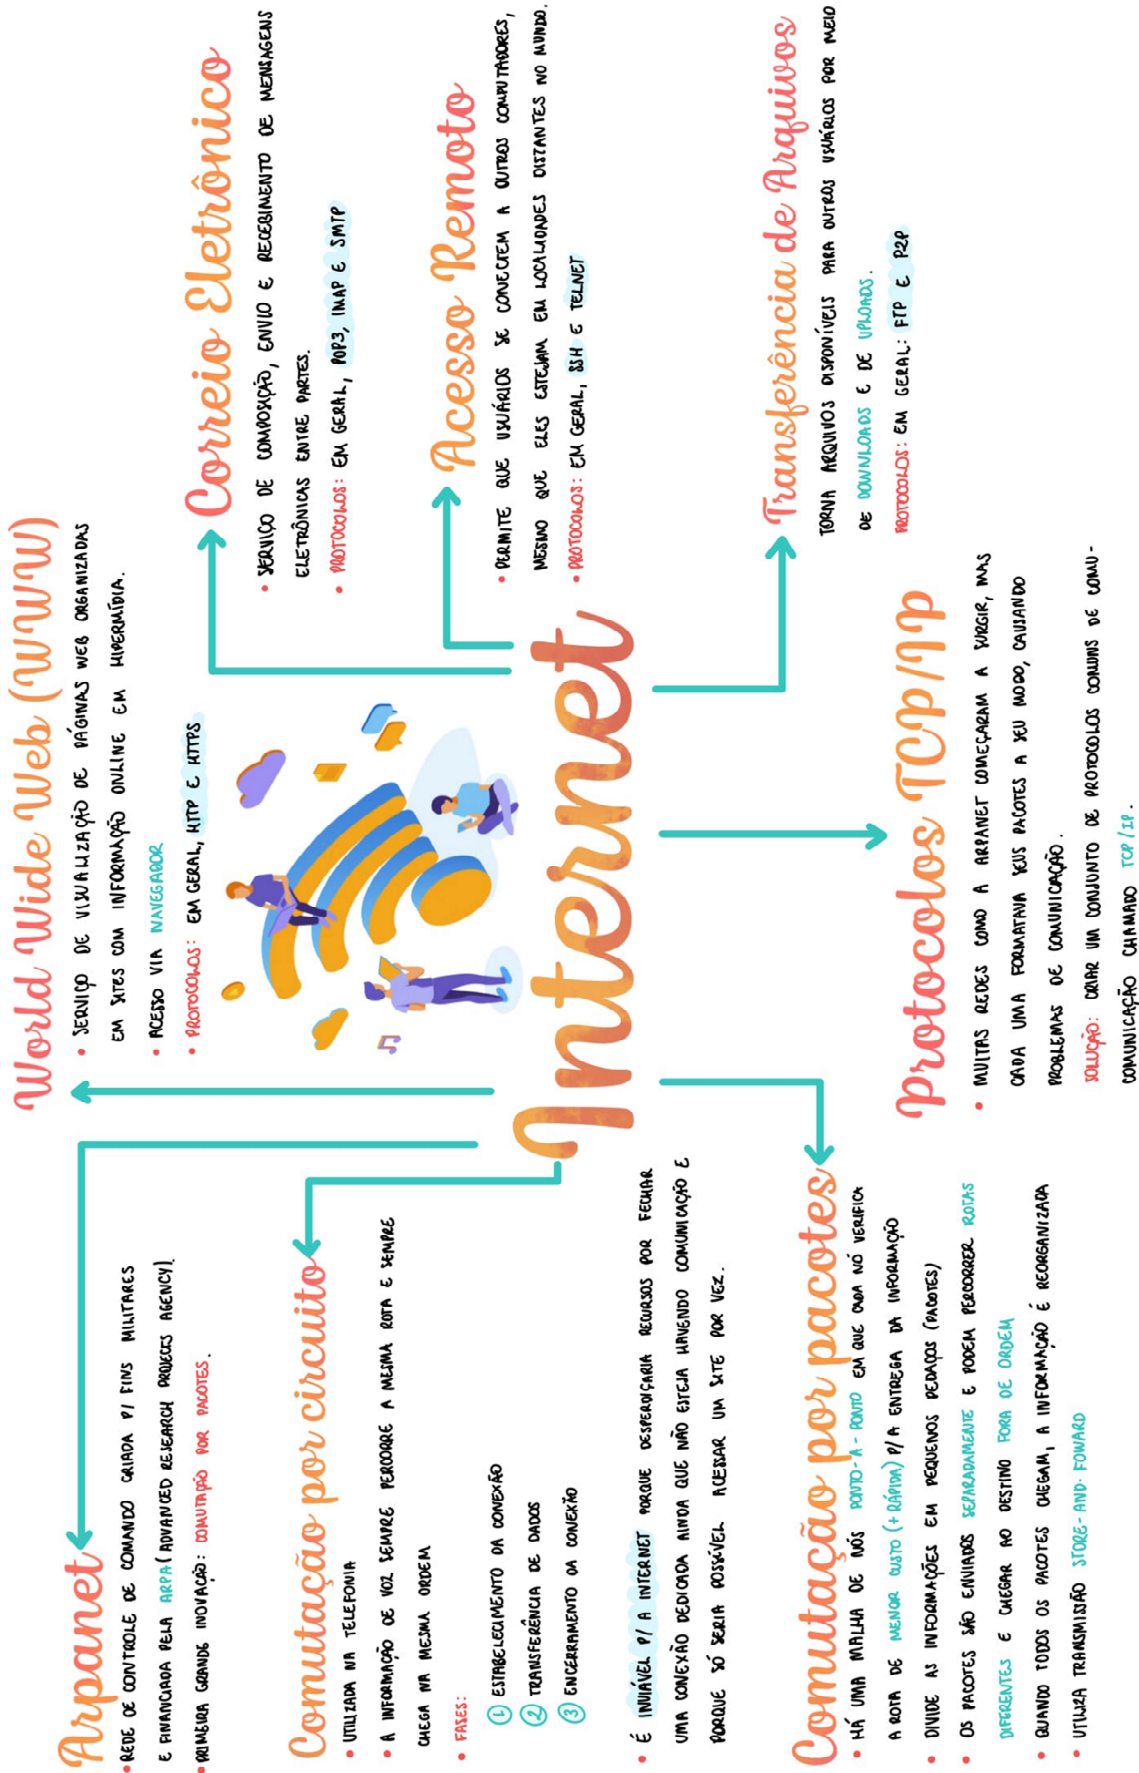 Arpanet
• REDE DE CONTROLE DE COMANDO CRIADA P/ FINS MILITARES
E FINANCIADA PELA ARPA (ADVANCED RESEARCH PROJECTS AGENCY).
• PRIMEIRA GRANDE INOVAÇÃO: COMUTAÇÃO POR PACOTES.
World Wide Web (WWW)
• SERVIÇO DE VISUALIZAÇÃO DE PÁGINAS WEB ORGANIZADAS
EM SITES COM INFORMAÇÃO ONLINE EM HIPERMÍDIA.
• ACESSO VIA NAVEGADOR
• PROTOCOLOS: EM GERAL, HTTP E HTTPS
Correio Eletrônico
• SERVIÇO DE COMPOSIÇÃO, ENVIO E RECEBIMENTO DE MENSAGENS
ELETRÔNICAS ENTRE PARTES.
• PROTOCOLOS: EM GERAL, POP3, IMAP E SMTP
Comutação por circuito
• UTILIZADA NA TELEFONIA
• A INFORMAÇÃO DE VOZ SEMPRE PERCORRE A MESMA ROTA E SEMPRE
CHEGA NA MESMA ORDEM
• FASES:
1 ESTABELECIMENTO DA CONEXÃO
2 TRANSFERÊNCIA DE DADOS
3 ENCERRAMENTO DA CONEXÃO
• É INVIÁVEL P/ A INTERNET PORQUE DESPERDIÇARIA RECURSOS POR FECHAR
UMA CONEXÃO DEDICADA AINDA QUE NÃO ESTEJA HAVENDO COMUNICAÇÃO E
PORQUE SÓ SERIA POSSÍVEL ACESSAR UM SITE POR VEZ.
Internet
Acesso Remoto
• PERMITE QUE USUÁRIOS SE CONECTEM A OUTROS COMPUTADORES,
MESMO QUE ELES ESTEJAM EM LOCALIDADES DISTANTES NO MUNDO.
• PROTOCOLOS: EM GERAL, SSH E TELNET
Comutação por pacotes
• HÁ UMA MALHA DE NÓS PONTO-A-PONTO EM QUE CADA NÓ VERIFICA
A ROTA DE MENOR CUSTO (+ RÁPIDA) P/ A ENTREGA DA INFORMAÇÃO
• DIVIDE AS INFORMAÇÕES EM PEQUENOS PEDAÇOS (PACOTES)
• OS PACOTES SÃO ENVIADOS SEPARADAMENTE E PODEM PERCORRER ROTAS
DIFERENTES E CHEGAR AO DESTINO FORA DE ORDEM
• QUANDO TODOS OS PACOTES CHEGAM, A INFORMAÇÃO É REORGANIZADA
• UTILIZA TRANSMISSÃO STORE-AND-FOWARD
Protocolos TCP/IP
• MUITAS REDES COMO A ARPANET COMEÇARAM A SURGIR, MAS
CADA UMA FORMATAVA SEUS PACOTES A SEU MODO, CAUSANDO
PROBLEMAS DE COMUNICAÇÃO.
SOLUÇÃO: CRIAR UM CONJUNTO DE PROTOCOLOS COMUNS DE COMU-
COMUNICAÇÃO CHAMADO TCP/IP.
Transferência de Arquivos
TORNA ARQUIVOS DISPONÍVEIS PARA OUTROS USUÁRIOS POR MEIO
DE DOWNLOADS E DE UPLOADS.
PROTOCOLOS: EM GERAL: FTP E P2P